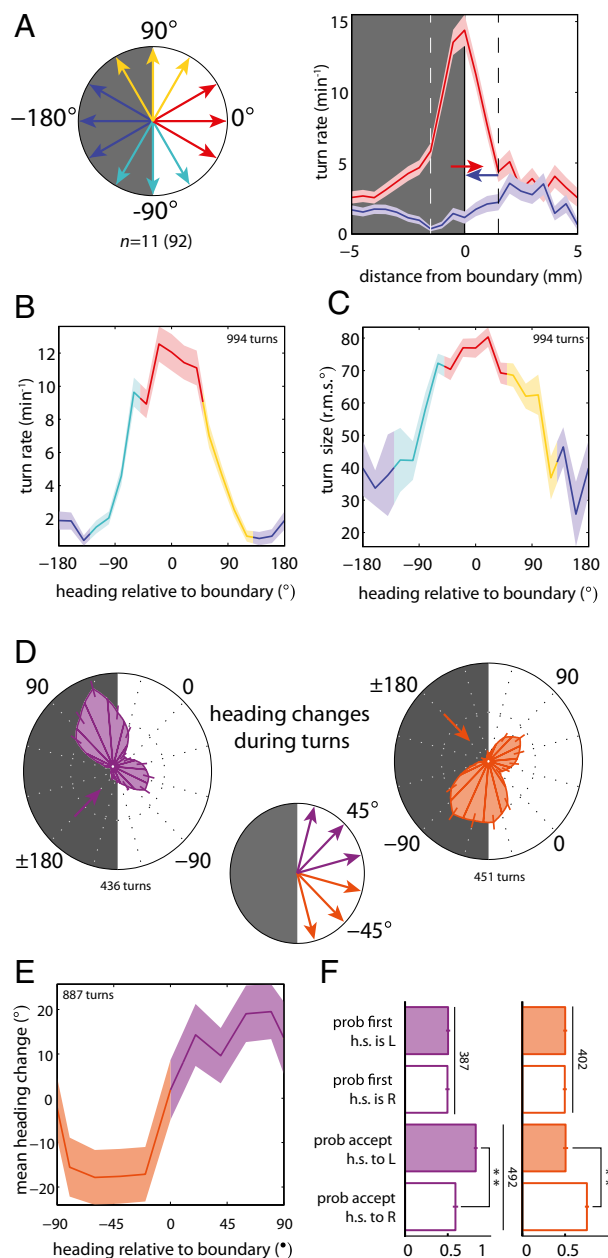 A
90°
−180°
0°
-90°
n=11 (92)
turn rate (min⁻¹)
15
10
5
0
−5
0
5
distance from boundary (mm)
B
994 turns
turn rate (min⁻¹)
12
10
8
6
4
2
−180
−90
0
90
180
heading relative to boundary (°)
C
994 turns
turn size (r.m.s.°)
80
70
60
50
40
30
20
−180
−90
0
90
180
heading relative to boundary (°)
D
90
0
±180
−90
436 turns
heading changes
during turns
±180
90
−90
0
451 turns
45°
−45°
E
887 turns
mean heading change (°)
20
10
0
−10
−20
−90
−45
0
45
90
heading relative to boundary (•)
F
prob first
h.s. is L
prob first
h.s. is R
prob accept
h.s. to L
prob accept
h.s. to R
387
492
* *
0
0.5
1
402
0
0.5